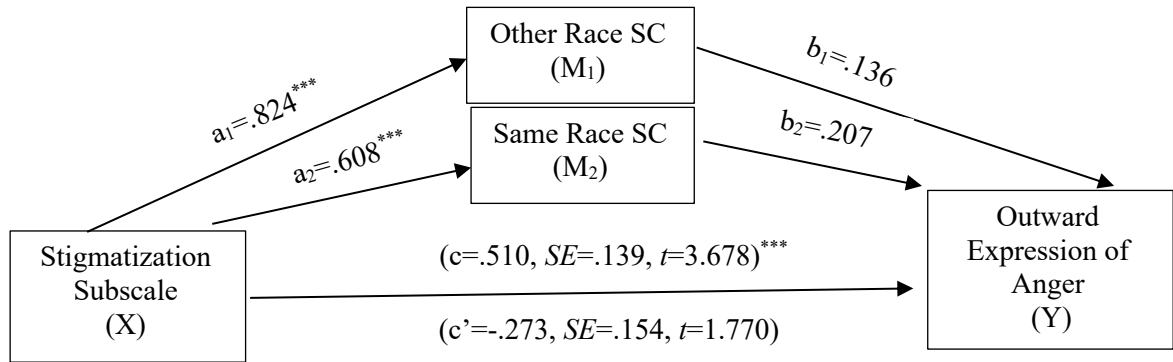 Other Race SC
(M₁)
b₁=.136
a₁=.824***
Same Race SC
(M₂)
b₂=.207
a₂=.608***
Stigmatization
Subscale
(X)
(c=.510, SE=.139, t=3.678)***
(c’=-.273, SE=.154, t=1.770)
Outward
Expression of
Anger
(Y)